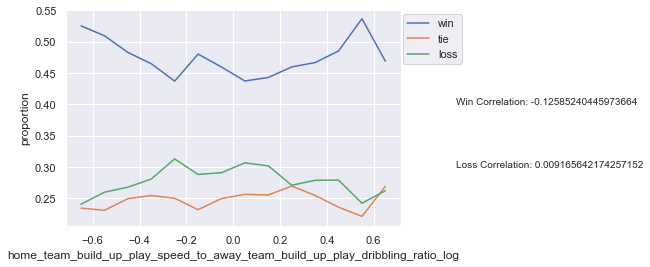 0.55
0.50
0.45
0.40
0.35
0.30
0.25
proportion
−0.6 −0.4 −0.2 0.0 0.2 0.4 0.6
home_team_build_up_play_speed_to_away_team_build_up_play_dribbling_ratio_log
win
tie
loss
Win Correlation: -0.12585240445973664
Loss Correlation: 0.009165642174257152